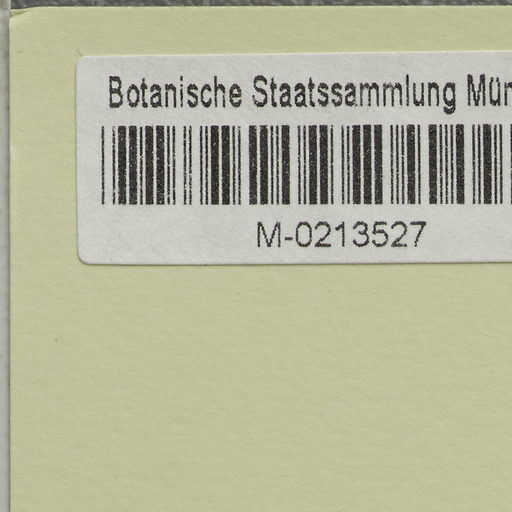 Botanische Staatssammlung Mün
M-0213527